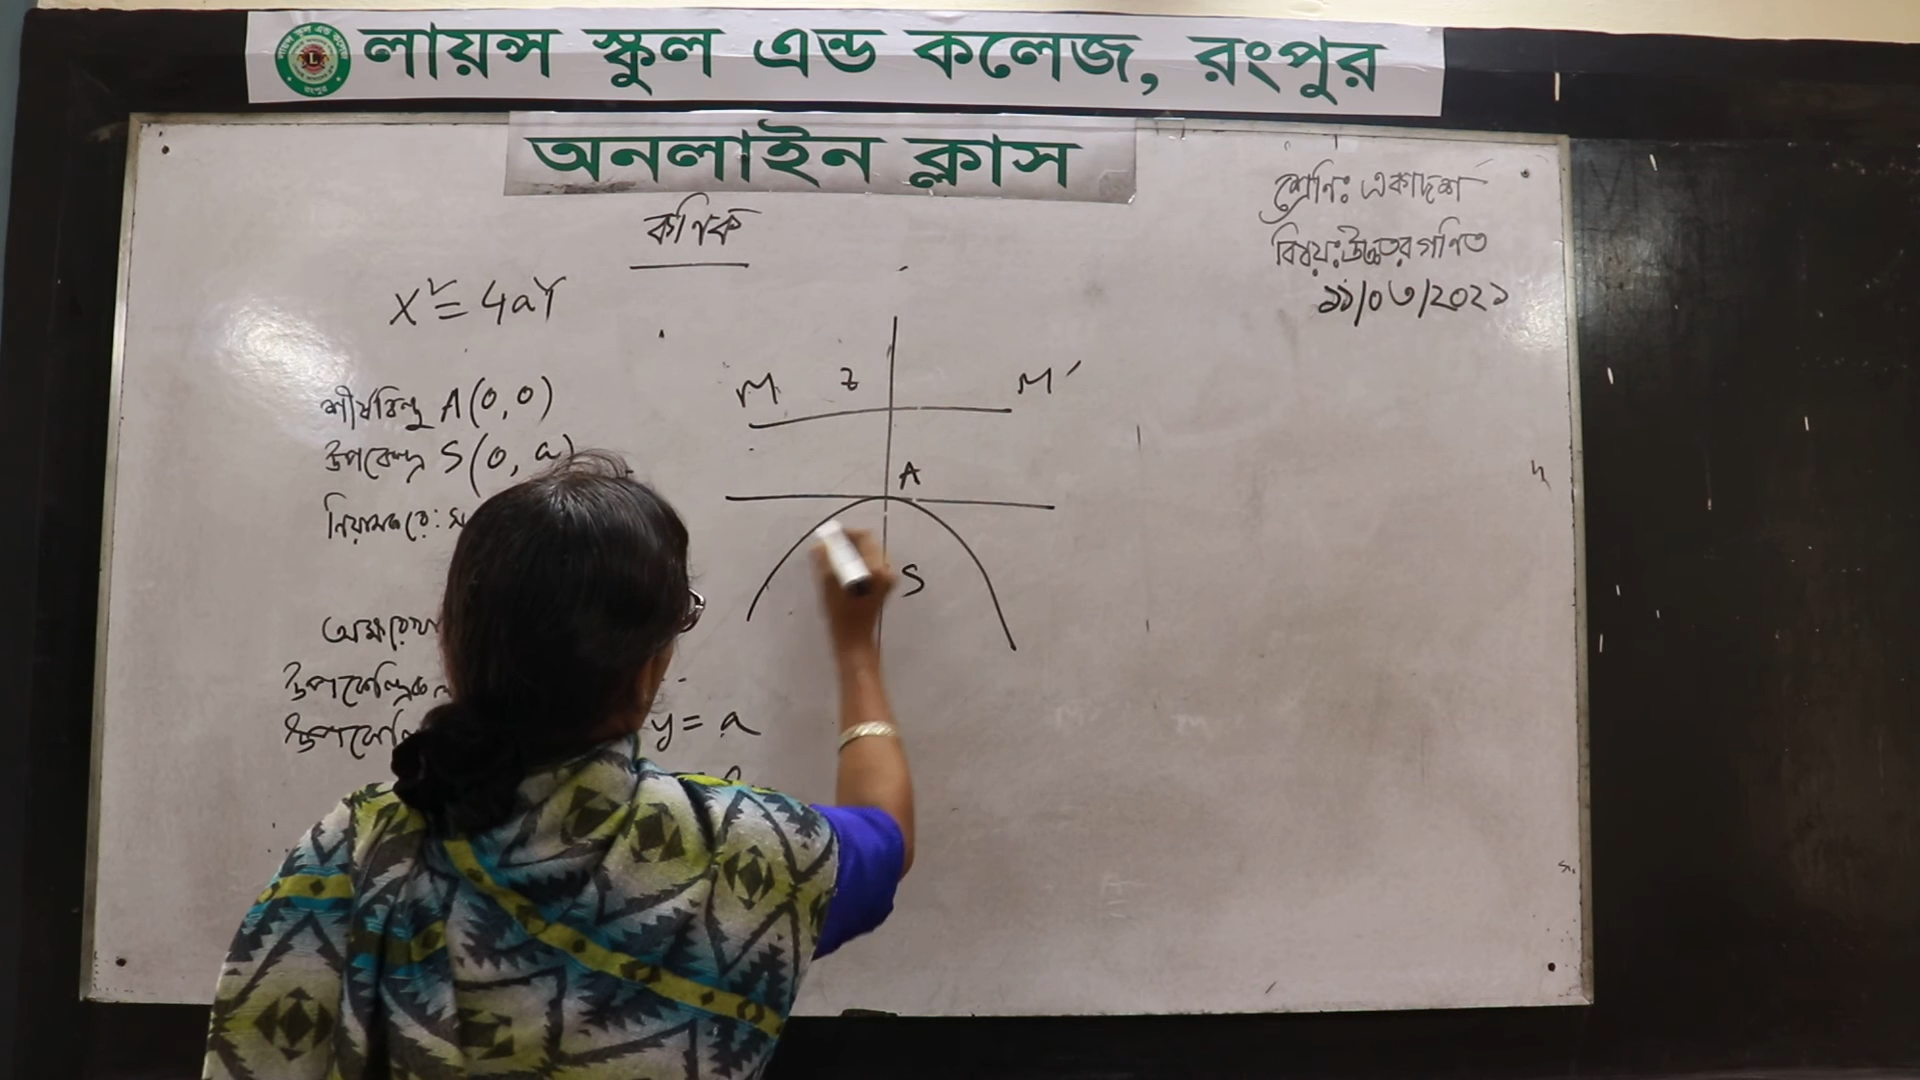 লায়ন্স স্কুল এন্ড কলেজ, রংপুর
অনলাইন ক্লাস
শ্রেণি: একাদশ
বিষয়: উচ্চতর গণিত
১১/০৩/২০২১
কণিক
X² = 4aY
শীর্ষবিন্দু A(0, 0)
উপকেন্দ্র S(0, a)
y = a
M Z M′
A
S